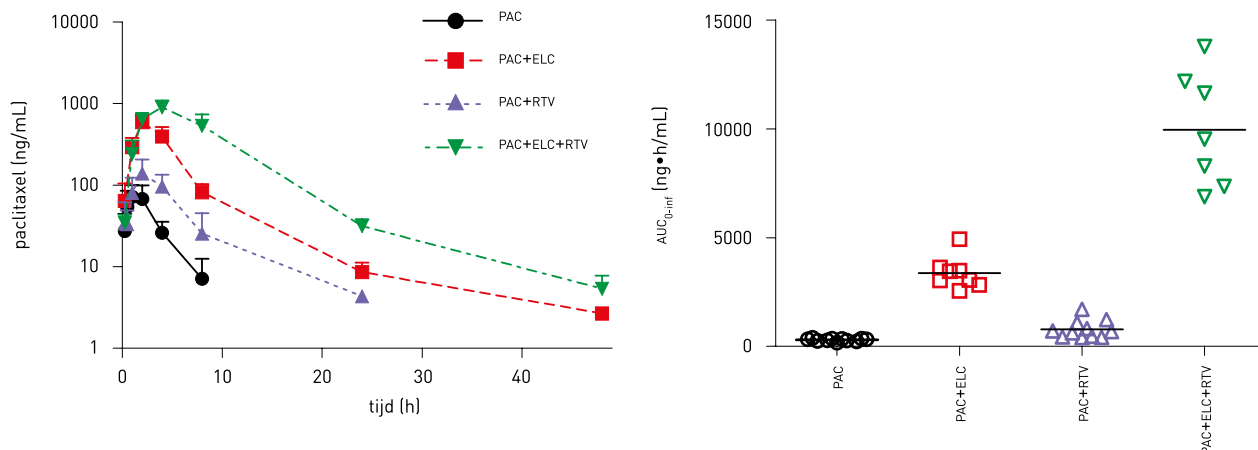 10000
1000
100
10
1
paclitaxel (ng/mL)
0
10
20
30
40
tijd (h)
PAC
PAC+ELC
PAC+RTV
PAC+ELC+RTV
15000
10000
5000
0
AUC0-inf (ng•h/mL)
PAC
PAC+ELC
PAC+RTV
PAC+ELC+RTV